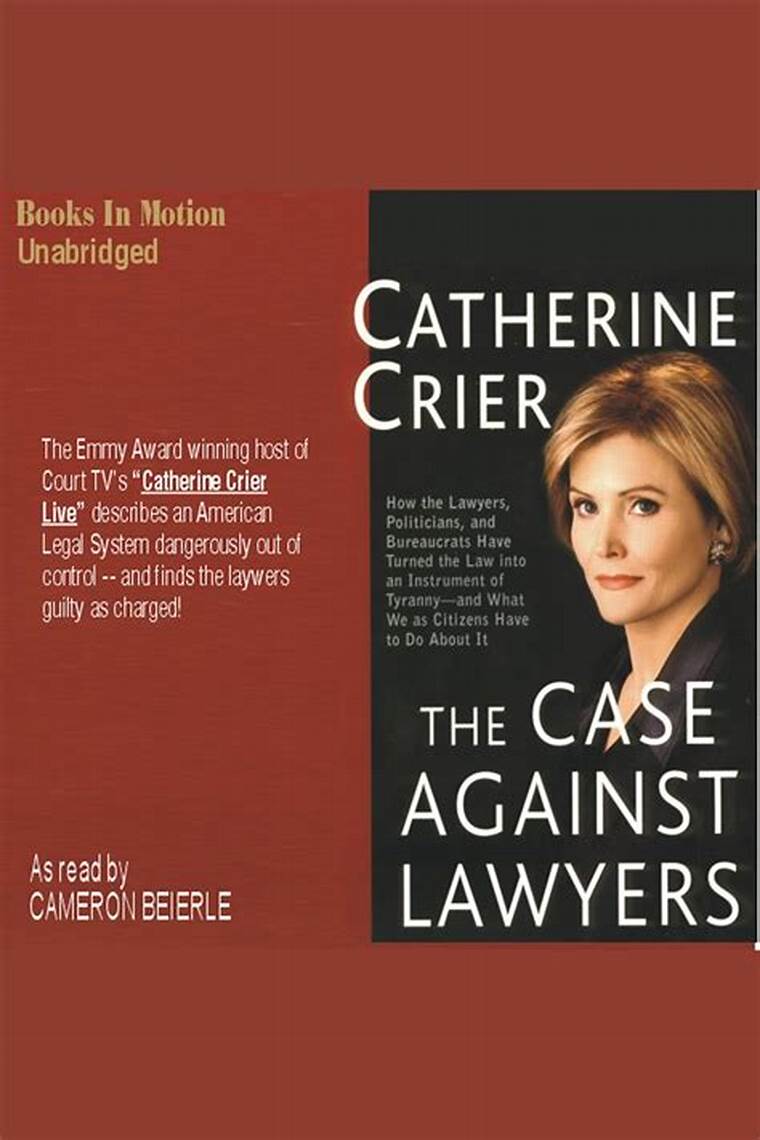 Books In Motion
Unabridged
The Emmy Award winning host of
Court TV's “Catherine Crier
Live” describes an American
Legal System dangerously out of
control -- and finds the laywers
guilty as charged!
As read by
CAMERON BEIERLE
CATHERINE
CRIER
How the Lawyers,
Politicians, and
Bureaucrats Have
Turned the Law into
an Instrument of
Tyranny—and What
We as Citizens Have
to Do About It
THE CASE
AGAINST
LAWYERS